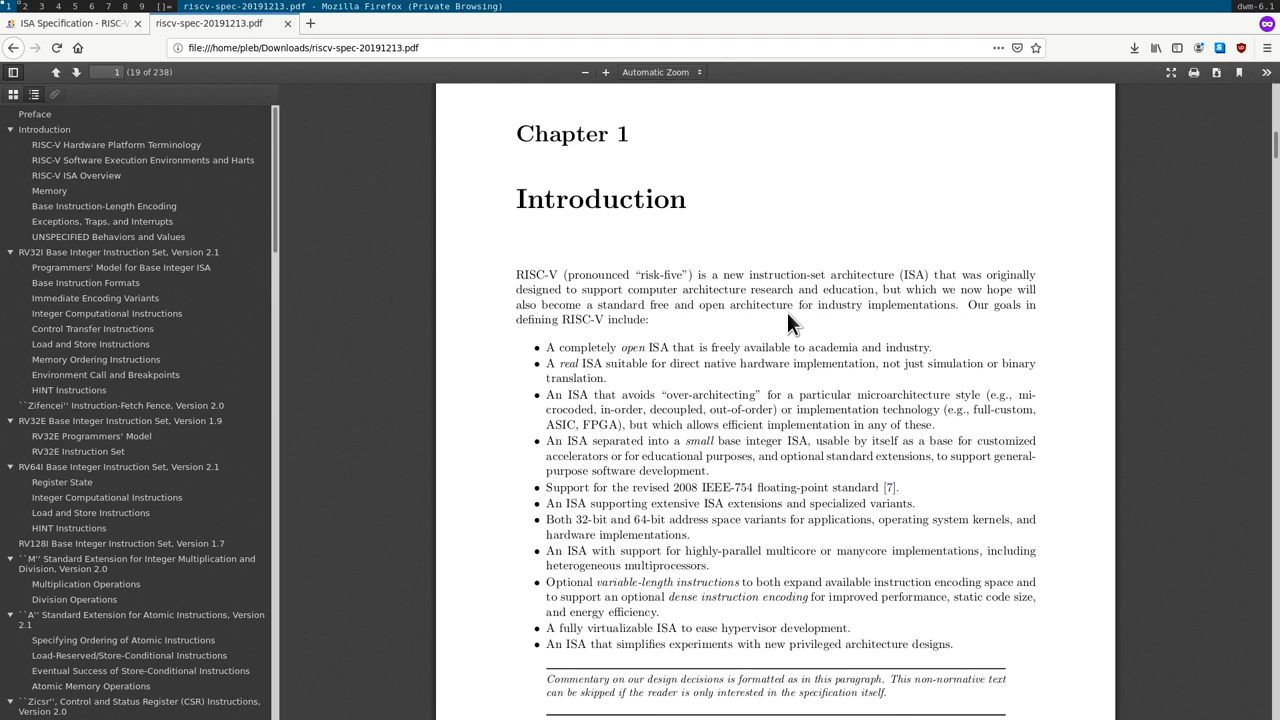 1 2 3 4 5 6 7 8 9 []= riscv-spec-20191213.pdf - Mozilla Firefox (Private Browsing) dwm-6.1
ISA Specification - RISC-V riscv-spec-20191213.pdf
file:///home/pleb/Downloads/riscv-spec-20191213.pdf
1 (19 of 238) Automatic Zoom
Preface
Introduction
RISC-V Hardware Platform Terminology
RISC-V Software Execution Environments and Harts
RISC-V ISA Overview
Memory
Base Instruction-Length Encoding
Exceptions, Traps, and Interrupts
UNSPECIFIED Behaviors and Values
RV32I Base Integer Instruction Set, Version 2.1
Programmers' Model for Base Integer ISA
Base Instruction Formats
Immediate Encoding Variants
Integer Computational Instructions
Control Transfer Instructions
Load and Store Instructions
Memory Ordering Instructions
Environment Call and Breakpoints
HINT Instructions
``Zifencei'' Instruction-Fetch Fence, Version 2.0
RV32E Base Integer Instruction Set, Version 1.9
RV32E Programmers' Model
RV32E Instruction Set
RV64I Base Integer Instruction Set, Version 2.1
Register State
Integer Computational Instructions
Load and Store Instructions
HINT Instructions
RV128I Base Integer Instruction Set, Version 1.7
``M'' Standard Extension for Integer Multiplication and
Division, Version 2.0
Multiplication Operations
Division Operations
``A'' Standard Extension for Atomic Instructions, Version
2.1
Specifying Ordering of Atomic Instructions
Load-Reserved/Store-Conditional Instructions
Eventual Success of Store-Conditional Instructions
Atomic Memory Operations
``Zicsr'', Control and Status Register (CSR) Instructions,
Version 2.0
Chapter 1
Introduction
RISC-V (pronounced “risk-five”) is a new instruction-set architecture (ISA) that was originally
designed to support computer architecture research and education, but which we now hope will
also become a standard free and open architecture for industry implementations. Our goals in
defining RISC-V include:
• A completely open ISA that is freely available to academia and industry.
• A real ISA suitable for direct native hardware implementation, not just simulation or binary
translation.
• An ISA that avoids “over-architecting” for a particular microarchitecture style (e.g., mi-
crocoded, in-order, decoupled, out-of-order) or implementation technology (e.g., full-custom,
ASIC, FPGA), but which allows efficient implementation in any of these.
• An ISA separated into a small base integer ISA, usable by itself as a base for customized
accelerators or for educational purposes, and optional standard extensions, to support general-
purpose software development.
• Support for the revised 2008 IEEE-754 floating-point standard [7].
• An ISA supporting extensive ISA extensions and specialized variants.
• Both 32-bit and 64-bit address space variants for applications, operating system kernels, and
hardware implementations.
• An ISA with support for highly-parallel multicore or manycore implementations, including
heterogeneous multiprocessors.
• Optional variable-length instructions to both expand available instruction encoding space and
to support an optional dense instruction encoding for improved performance, static code size,
and energy efficiency.
• A fully virtualizable ISA to ease hypervisor development.
• An ISA that simplifies experiments with new privileged architecture designs.
Commentary on our design decisions is formatted as in this paragraph. This non-normative text
can be skipped if the reader is only interested in the specification itself.